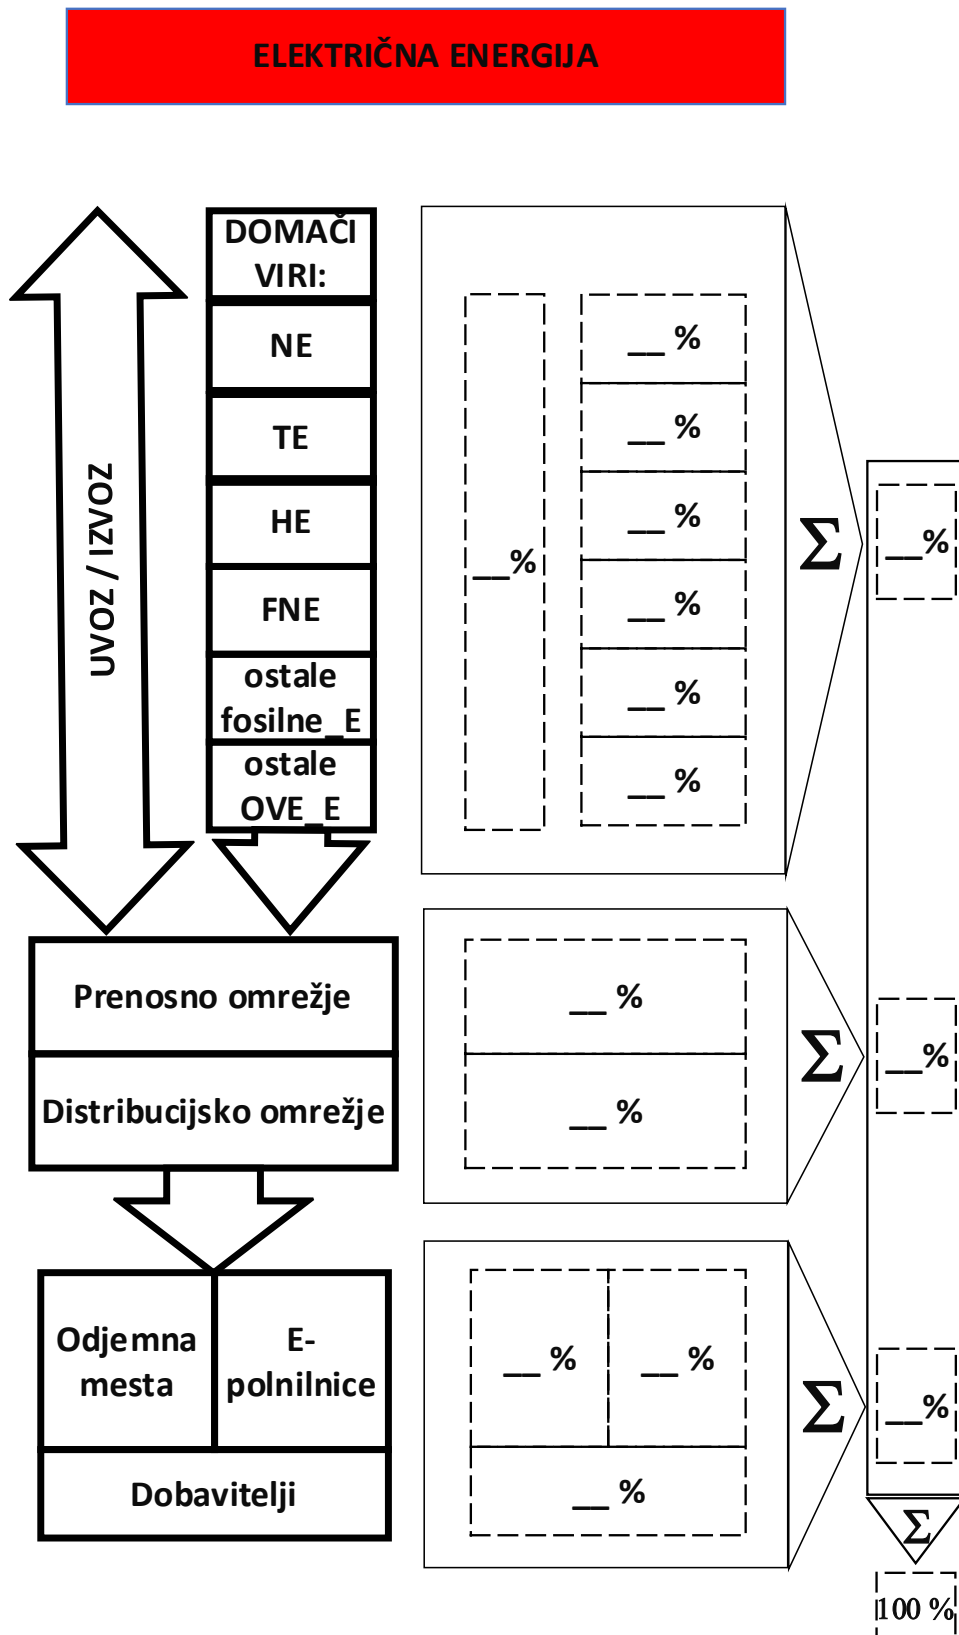 ELEKTRIČNA ENERGIJA
UVOZ / IZVOZ
DOMAČI
VIRI:
NE
TE
HE
FNE
ostale
fosilne_E
ostale
OVE_E
__%
__ %
__ %
__ %
__ %
__ %
__ %
Σ
__%
Prenosno omrežje
Distribucijsko omrežje
__ %
__ %
Σ
__%
Odjemna
mesta
E-
polnilnice
Dobavitelji
__ %
__ %
__ %
Σ
__%
Σ
100 %